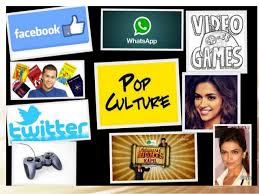 facebook
WhatsApp
VIDEO
GAMES
POP
CULTURE
twitter